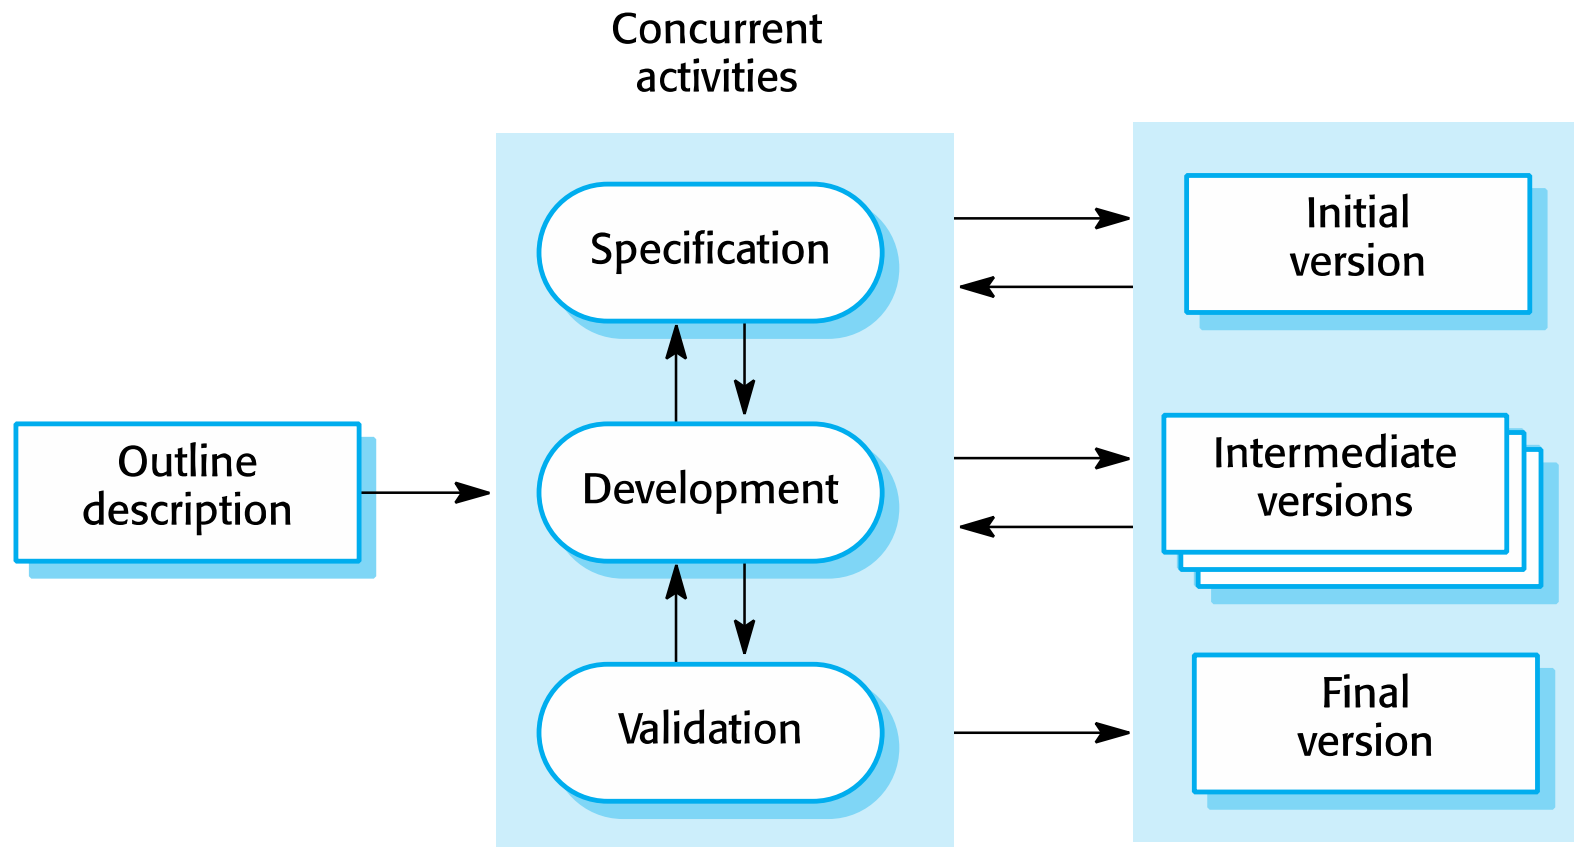 Concurrent
activities
Outline
description
Specification
Development
Validation
Initial
version
Intermediate
versions
Final
version